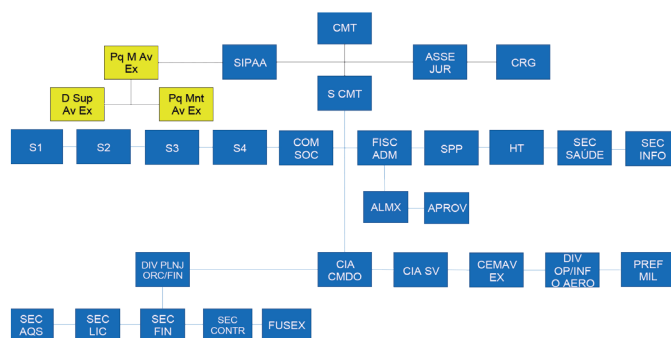 CMT
Pq M Av
Ex
SIPAA
ASSE
JUR
CRG
D Sup
Av Ex
Pq Mnt
Av Ex
S CMT
S1
S2
S3
S4
COM
SOC
FISC
ADM
SPP
HT
SEC
SAÚDE
SEC
INFO
ALMX
APROV
DIV PLNJ
ORC/FIN
CIA
CMDO
CIA SV
CEMAV
EX
DIV
OP/INF
O AERO
PREF
MIL
SEC
AQS
SEC
LIC
SEC
FIN
SEC
CONTR
FUSEX